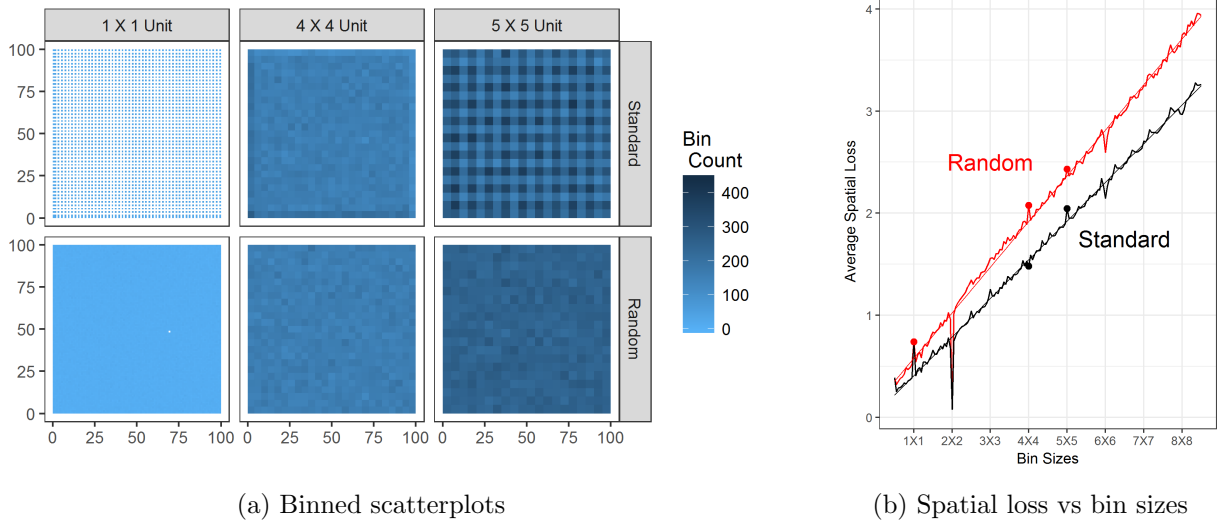 1 X 1 Unit
4 X 4 Unit
5 X 5 Unit
100
75
50
25
0
Standard
100
75
50
25
0
Random
0 25 50 75 100
0 25 50 75 100
0 25 50 75 100
Bin
Count
400
300
200
100
0
(a) Binned scatterplots
4
3
2
1
0
Average Spatial Loss
Random
Standard
1X1 2X2 3X3 4X4 5X5 6X6 7X7 8X8
Bin Sizes
(b) Spatial loss vs bin sizes